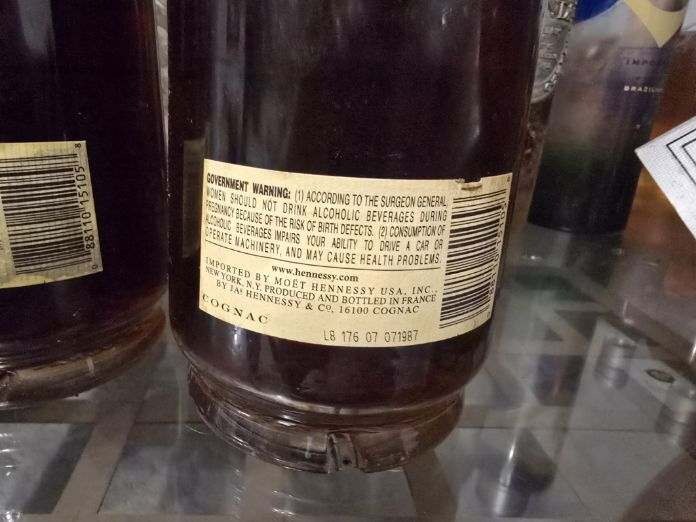 GOVERNMENT WARNING: (1) ACCORDING TO THE SURGEON GENERAL,
WOMEN SHOULD NOT DRINK ALCOHOLIC BEVERAGES DURING
PREGNANCY BECAUSE OF THE RISK OF BIRTH DEFECTS. (2) CONSUMPTION OF
ALCOHOLIC BEVERAGES IMPAIRS YOUR ABILITY TO DRIVE A CAR OR
OPERATE MACHINERY, AND MAY CAUSE HEALTH PROBLEMS.
www.hennessy.com
IMPORTED BY MOËT HENNESSY USA, INC.,
NEW YORK, N.Y. PRODUCED AND BOTTLED IN FRANCE
BY JAS HENNESSY & CO, 16100 COGNAC
COGNAC
L8 176 07 071987
0 88110 15105 8